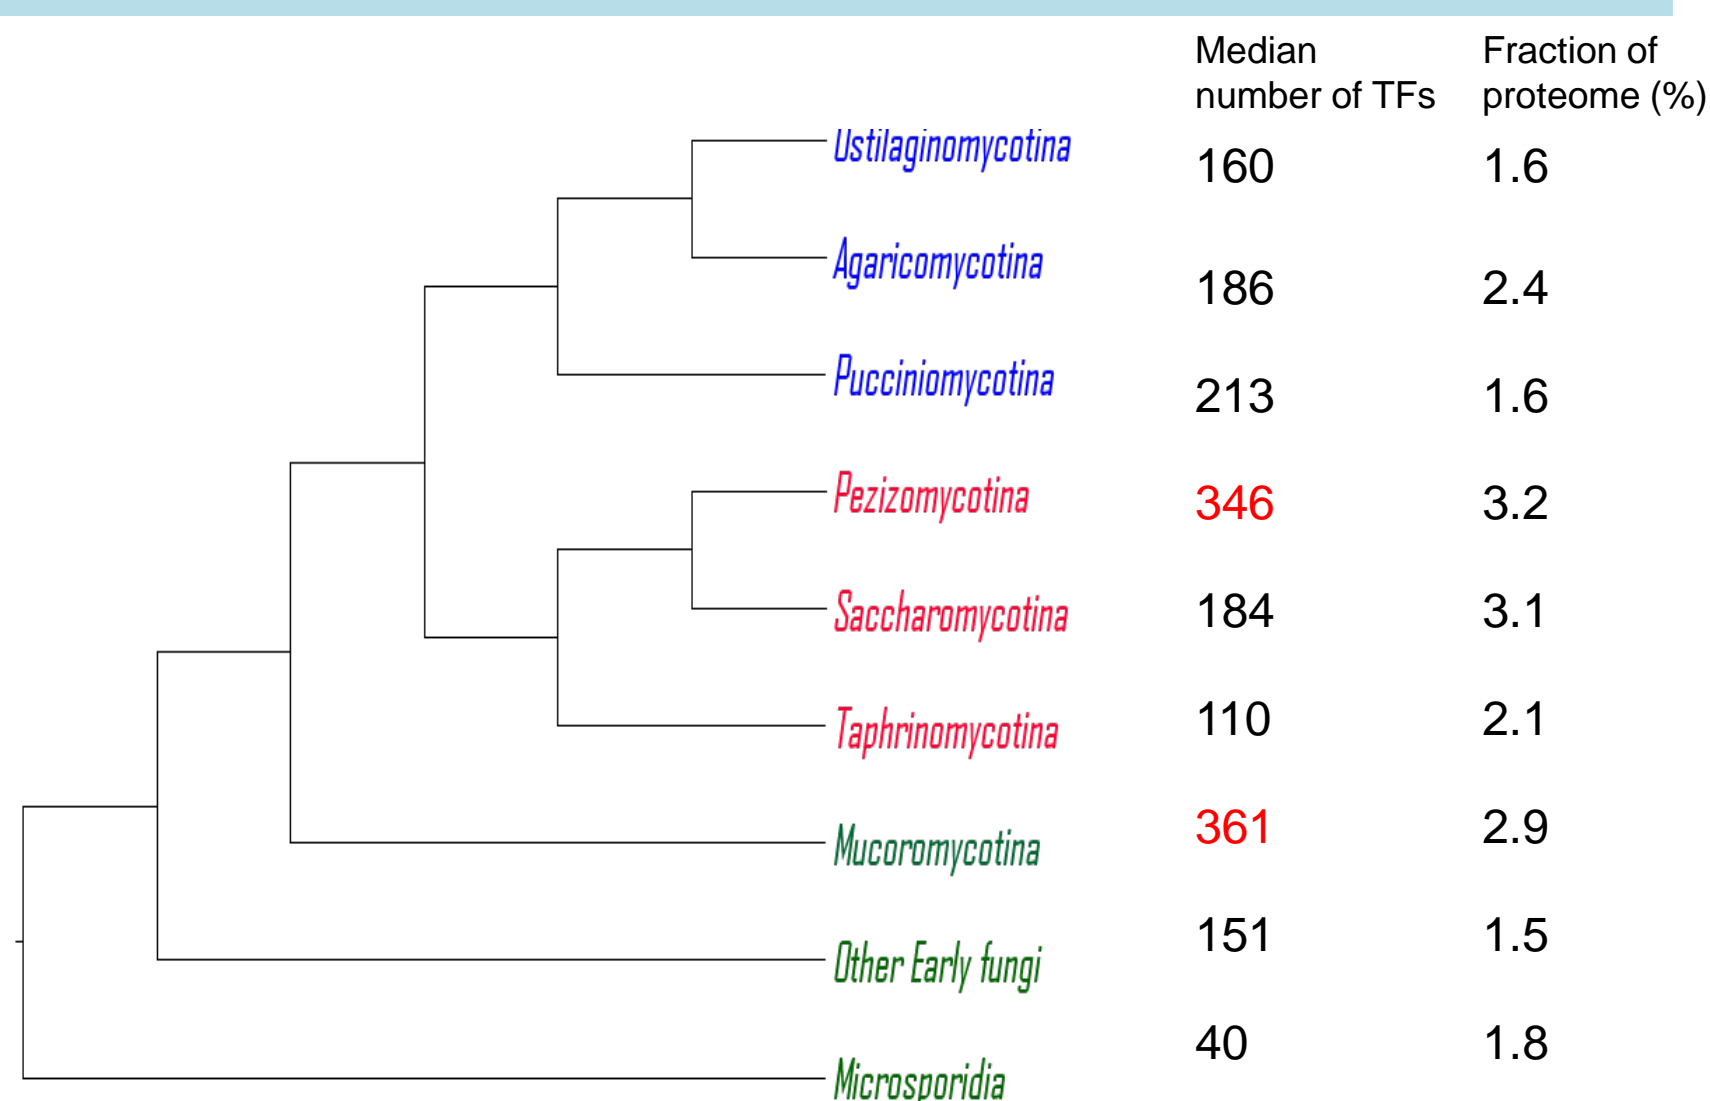 Median Fraction of
number of TFs proteome (%)
Ustilaginomycotina 160 1.6
Agaricomycotina 186 2.4
Pucciniomycotina 213 1.6
Pezizomycotina 346 3.2
Saccharomycotina 184 3.1
Taphrinomycotina 110 2.1
Mucoromycotina 361 2.9
Other Early fungi 151 1.5
Microsporidia 40 1.8